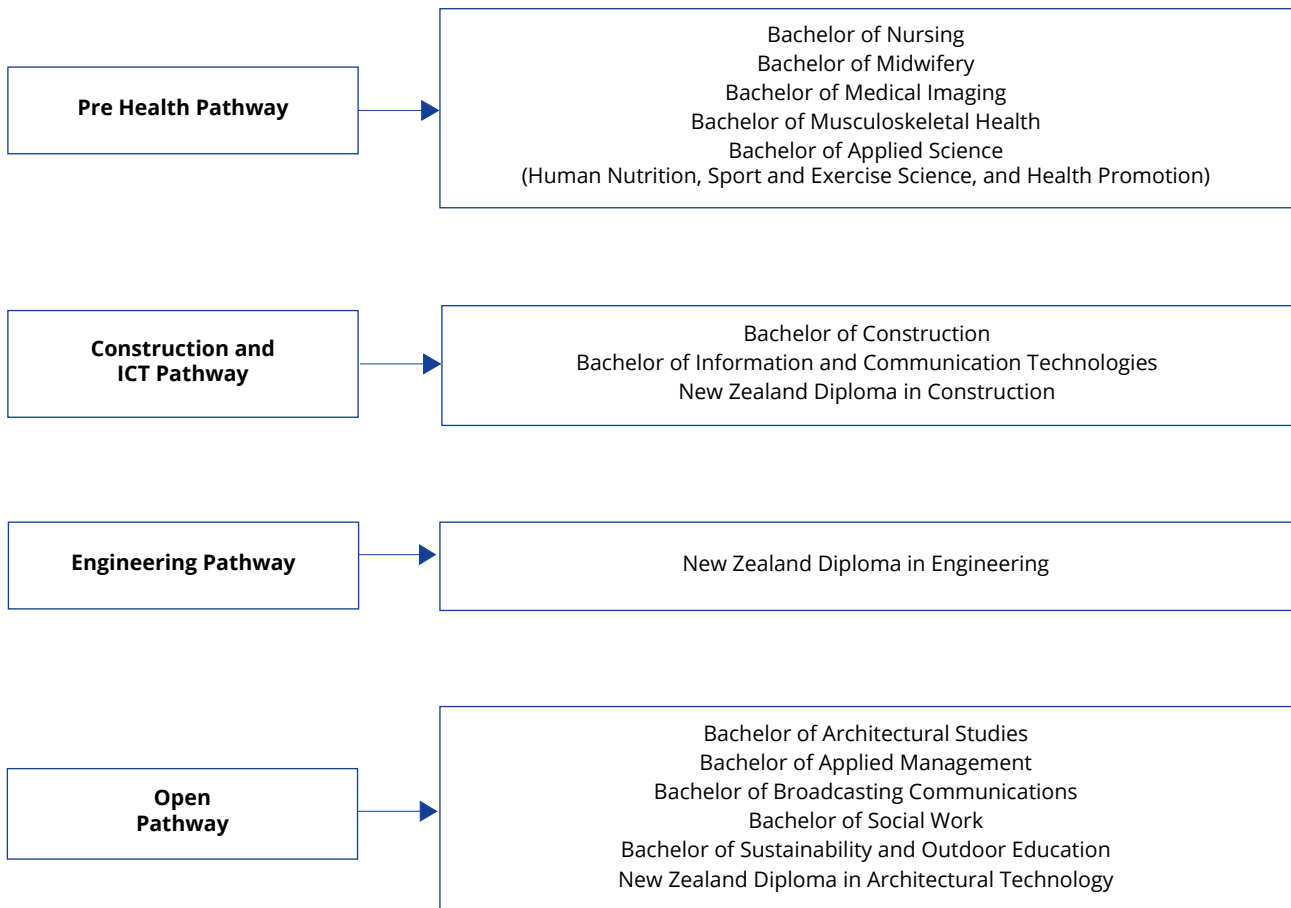 Pre Health Pathway
Bachelor of Nursing
Bachelor of Midwifery
Bachelor of Medical Imaging
Bachelor of Musculoskeletal Health
Bachelor of Applied Science
(Human Nutrition, Sport and Exercise Science, and Health Promotion)
Construction and
ICT Pathway
Bachelor of Construction
Bachelor of Information and Communication Technologies
New Zealand Diploma in Construction
Engineering Pathway
New Zealand Diploma in Engineering
Open
Pathway
Bachelor of Architectural Studies
Bachelor of Applied Management
Bachelor of Broadcasting Communications
Bachelor of Social Work
Bachelor of Sustainability and Outdoor Education
New Zealand Diploma in Architectural Technology